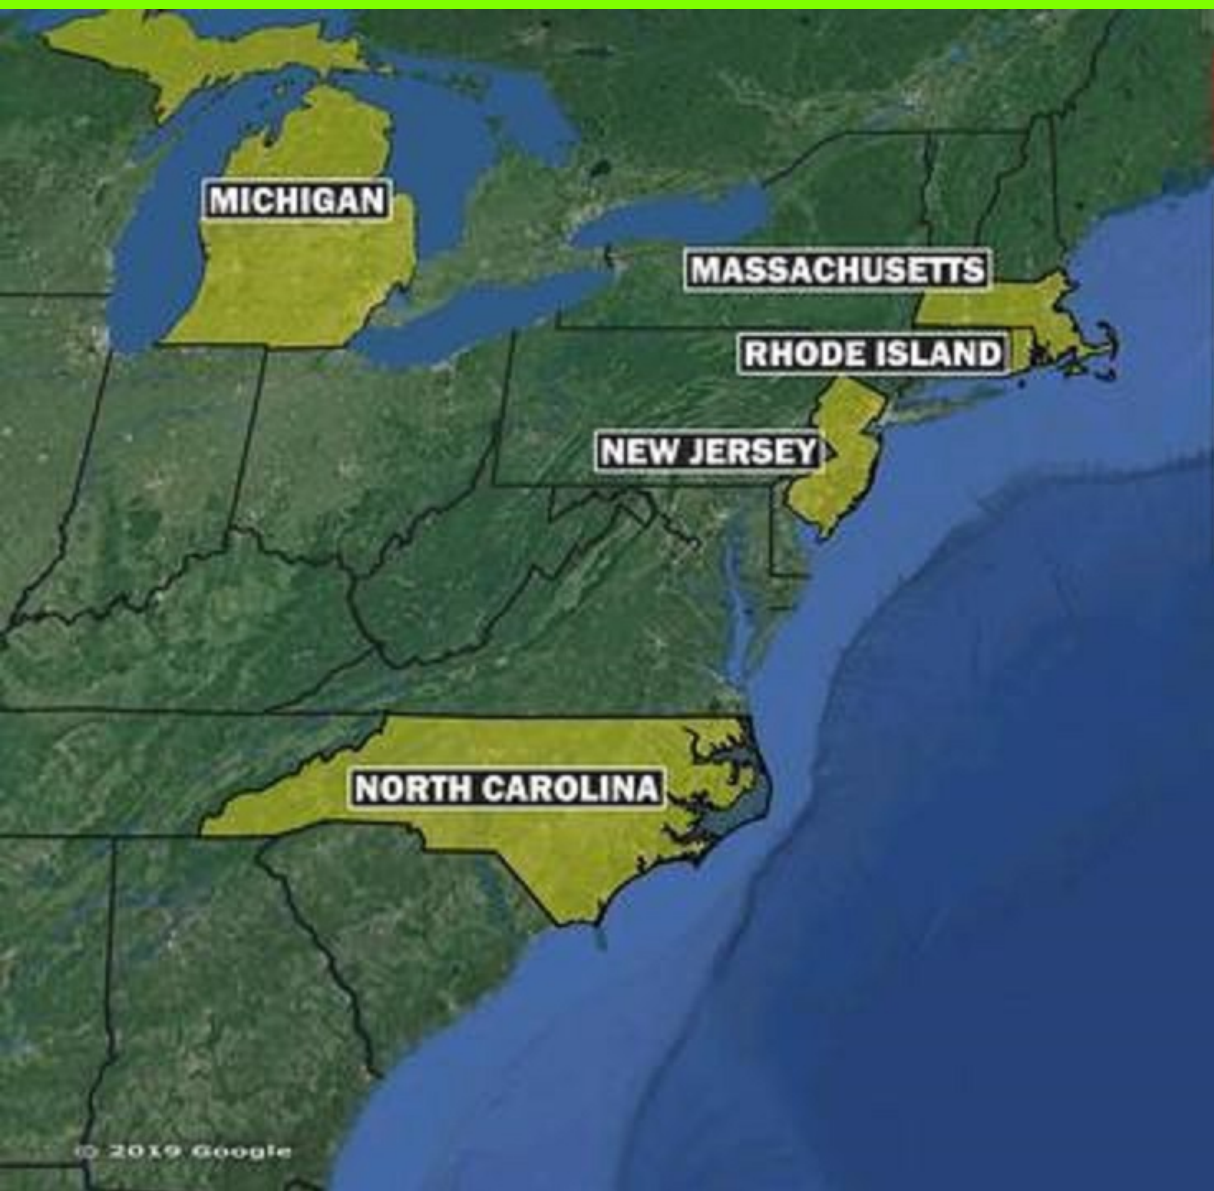 MICHIGAN
MASSACHUSETTS
RHODE ISLAND
NEW JERSEY
NORTH CAROLINA
© 2019 Google